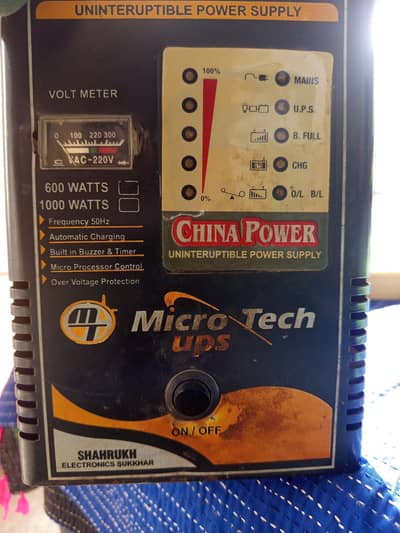 UNINTERUPTIBLE POWER SUPPLY
VOLT METER
0 100 220 300
VAC-220V
600 WATTS
1000 WATTS
Frequency 50Hz
Automatic Charging
Built in Buzzer & Timer
Micro Processor Control
Over Voltage Protection
100%
0%
MAINS
U.P.S.
B. FULL
CHG
O/L B/L
CHINA POWER
UNINTERUPTIBLE POWER SUPPLY
Micro Tech
ups
ON / OFF
SHAHRUKH
ELECTRONICS SUKKHAR